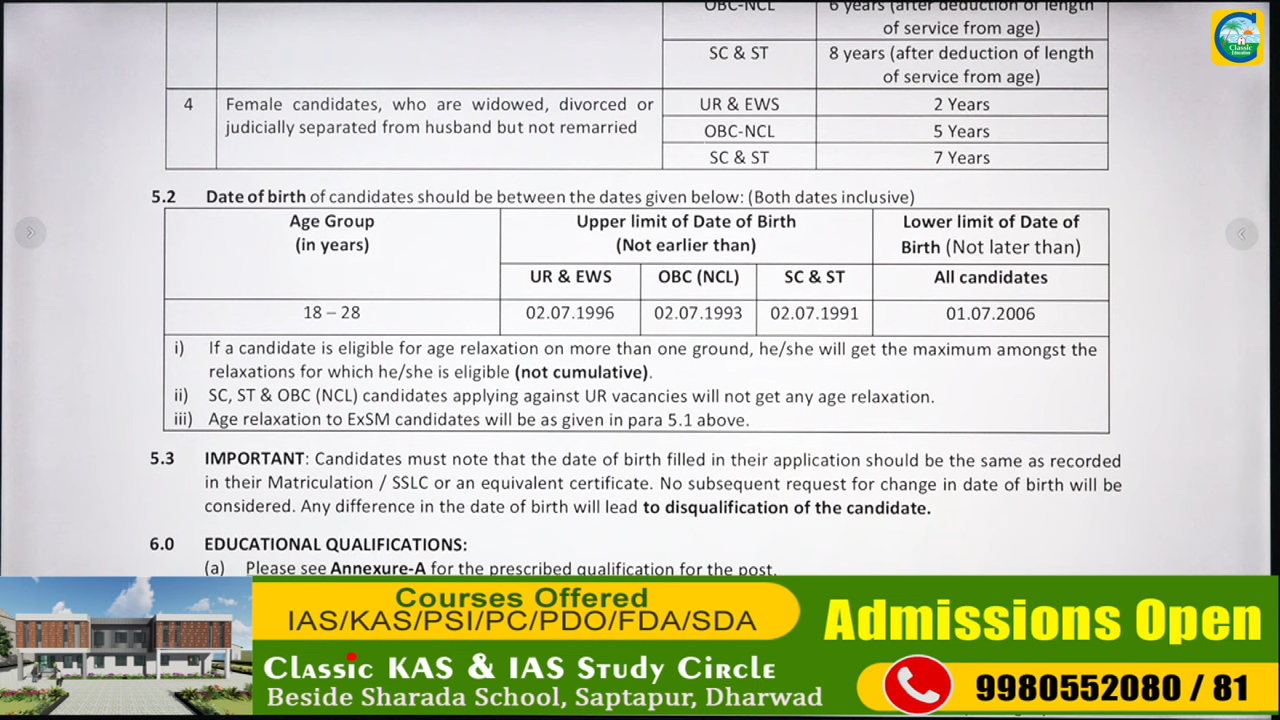 OBC-NCL 6 years (after deduction of length
of service from age)
SC & ST 8 years (after deduction of length
of service from age)
4 Female candidates, who are widowed, divorced or UR & EWS 2 Years
judicially separated from husband but not remarried OBC-NCL 5 Years
SC & ST 7 Years
5.2 Date of birth of candidates should be between the dates given below: (Both dates inclusive)
Age Group Upper limit of Date of Birth Lower limit of Date of
(in years) (Not earlier than) Birth (Not later than)
UR & EWS OBC (NCL) SC & ST All candidates
18 – 28 02.07.1996 02.07.1993 02.07.1991 01.07.2006
i) If a candidate is eligible for age relaxation on more than one ground, he/she will get the maximum amongst the
relaxations for which he/she is eligible (not cumulative).
ii) SC, ST & OBC (NCL) candidates applying against UR vacancies will not get any age relaxation.
iii) Age relaxation to ExSM candidates will be as given in para 5.1 above.
5.3 IMPORTANT: Candidates must note that the date of birth filled in their application should be the same as recorded
in their Matriculation / SSLC or an equivalent certificate. No subsequent request for change in date of birth will be
considered. Any difference in the date of birth will lead to disqualification of the candidate.
6.0 EDUCATIONAL QUALIFICATIONS:
(a) Please see Annexure-A for the prescribed qualification for the post.
Classic
Education
Courses Offered
IAS/KAS/PSI/PC/PDO/FDA/SDA
Classic KAS & IAS Study Circle
Beside Sharada School, Saptapur, Dharwad
Admissions Open
9980552080 / 81